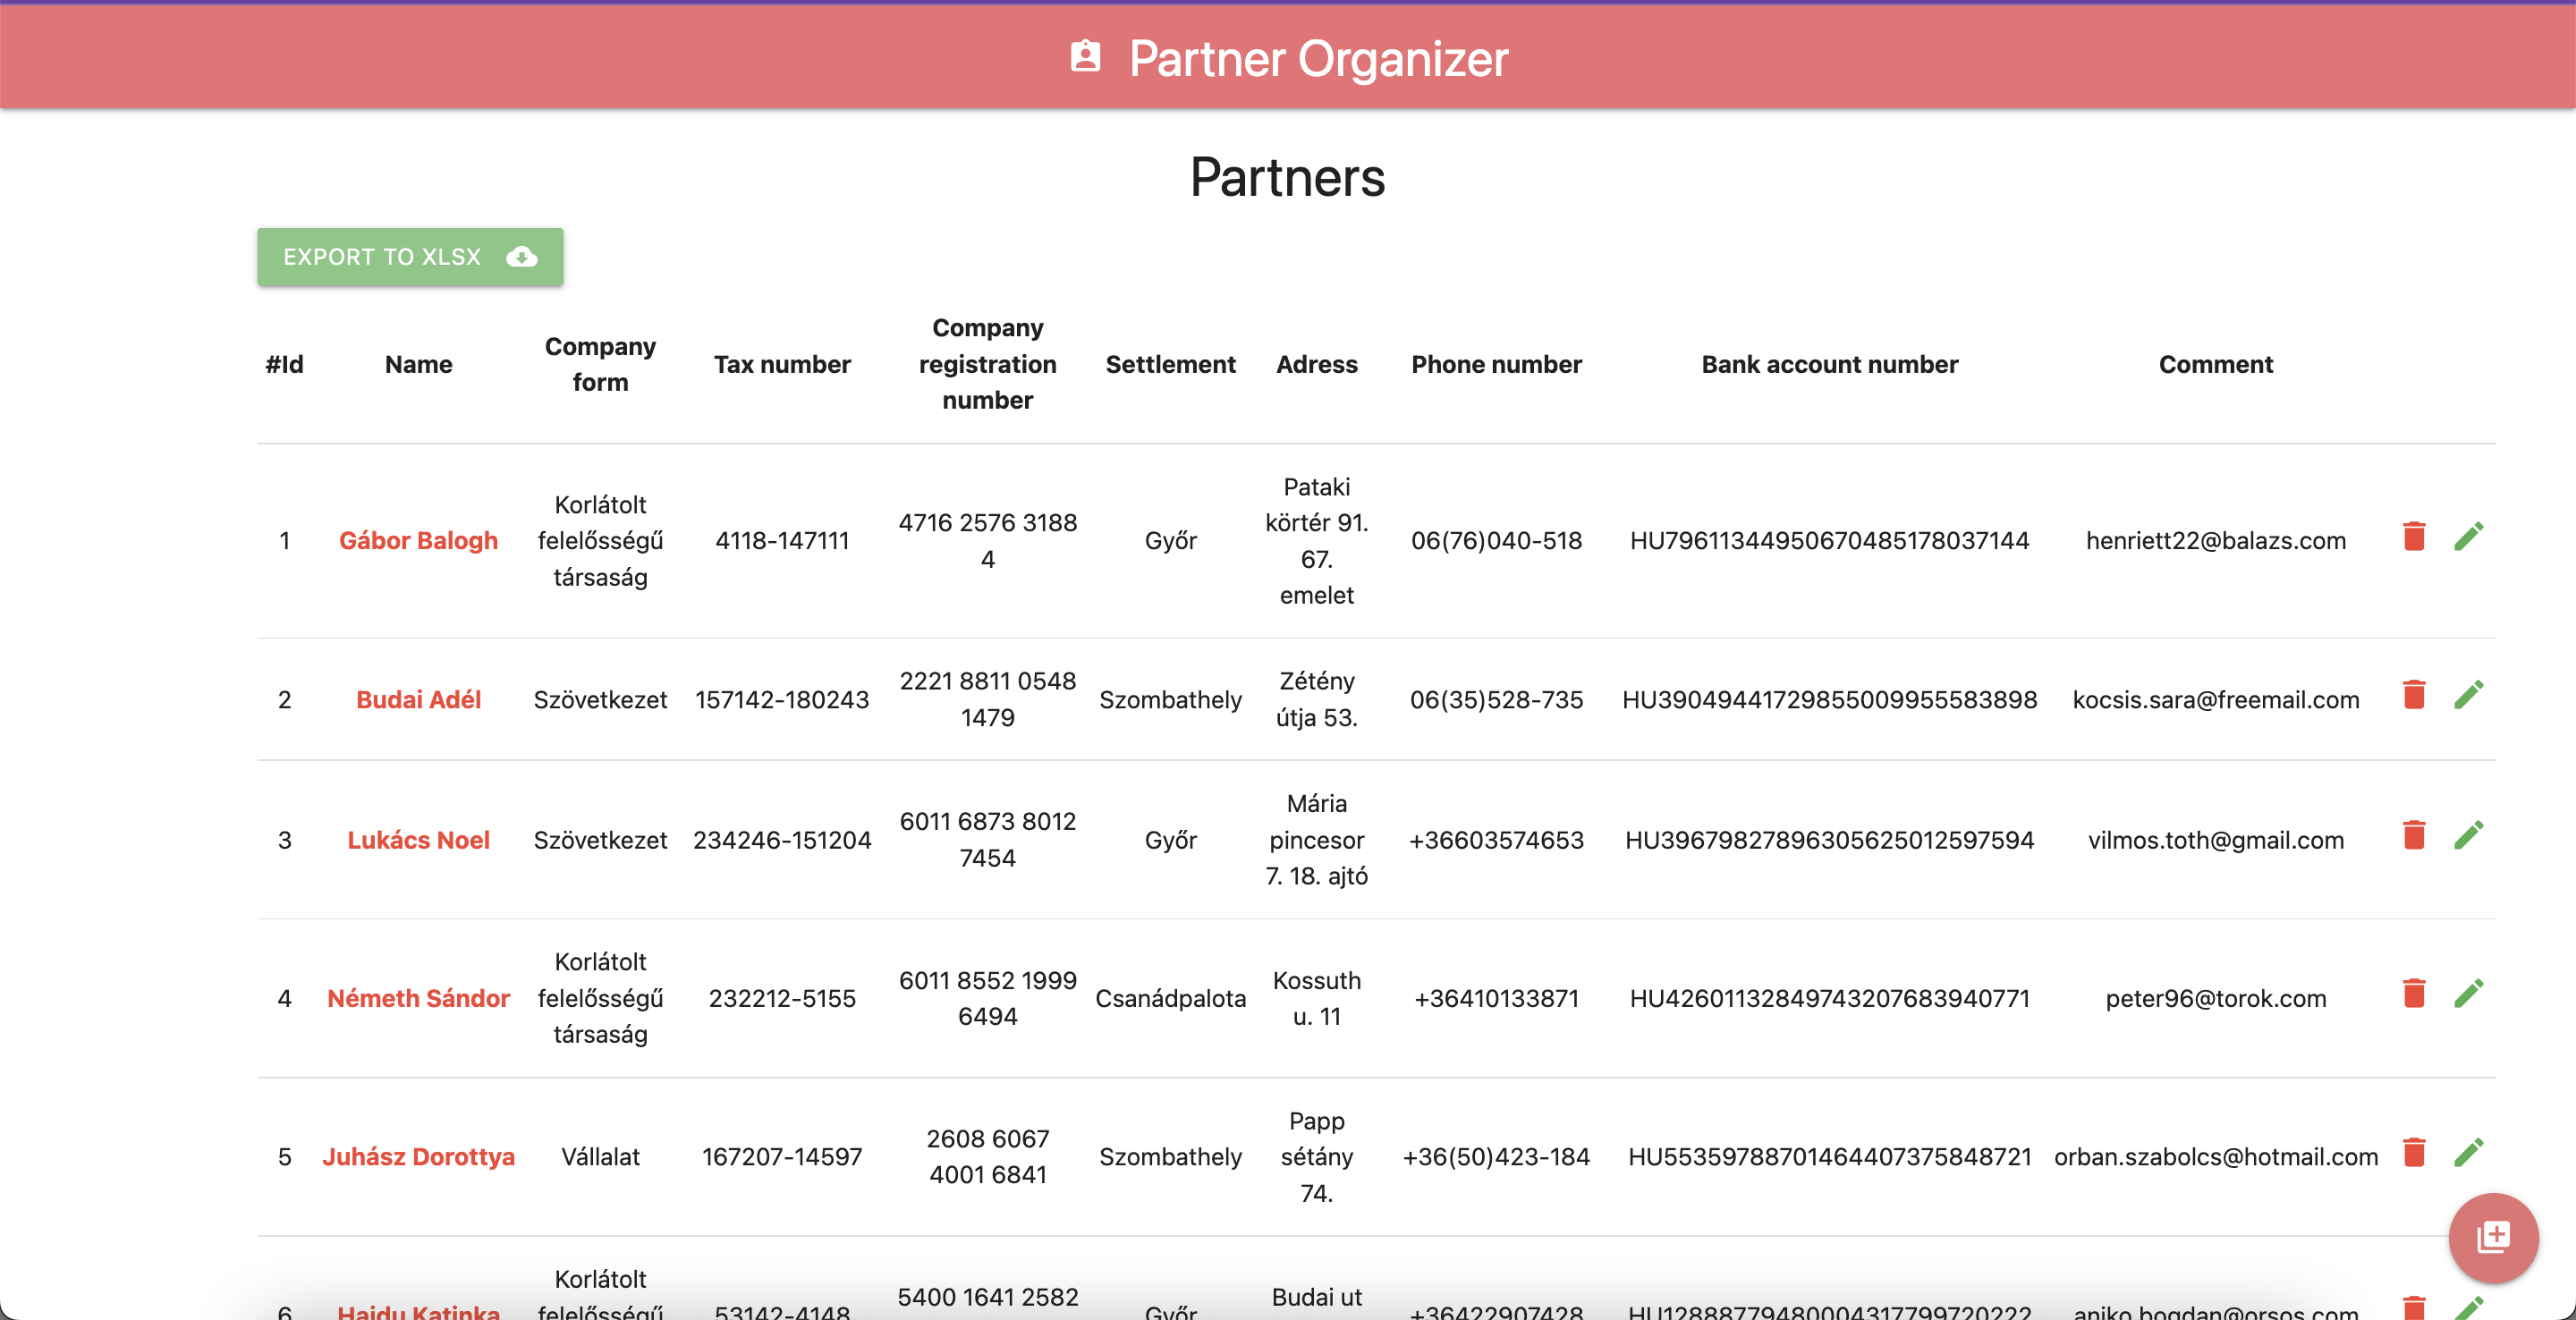 Partner Organizer
Partners
EXPORT TO XLSX
#Id Name Company form Tax number Company registration number Settlement Adress Phone number Bank account number Comment
1 Gábor Balogh Korlátolt felelősségű társaság 4118-147111 4716 2576 3188 4 Győr Pataki körtér 91. 67. emelet 06(76)040-518 HU79611344950670485178037144 henriett22@balazs.com
2 Budai Adél Szövetkezet 157142-180243 2221 8811 0548 1479 Szombathely Zétény útja 53. 06(35)528-735 HU39049441729855009955583898 kocsis.sara@freemail.com
3 Lukács Noel Szövetkezet 234246-151204 6011 6873 8012 7454 Győr Mária pincesor 7. 18. ajtó +36603574653 HU39679827896305625012597594 vilmos.toth@gmail.com
4 Németh Sándor Korlátolt felelősségű társaság 232212-5155 6011 8552 1999 6494 Csanádpalota Kossuth u. 11 +36410133871 HU42601132849743207683940771 peter96@torok.com
5 Juhász Dorottya Vállalat 167207-14597 2608 6067 4001 6841 Szombathely Papp sétány 74. +36(50)423-184 HU55359788701464407375848721 orban.szabolcs@hotmail.com
6 Hajdu Katinka Korlátolt felelősségű 53142-4148 5400 1641 2582 Győr Budai ut +36422907428 HU12888779480004317799720222 aniko.bogdan@orsos.com